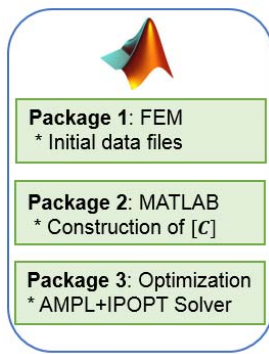 Package 1: FEM
* Initial data files
Package 2: MATLAB
* Construction of [C]
Package 3: Optimization
* AMPL+IPOPT Solver